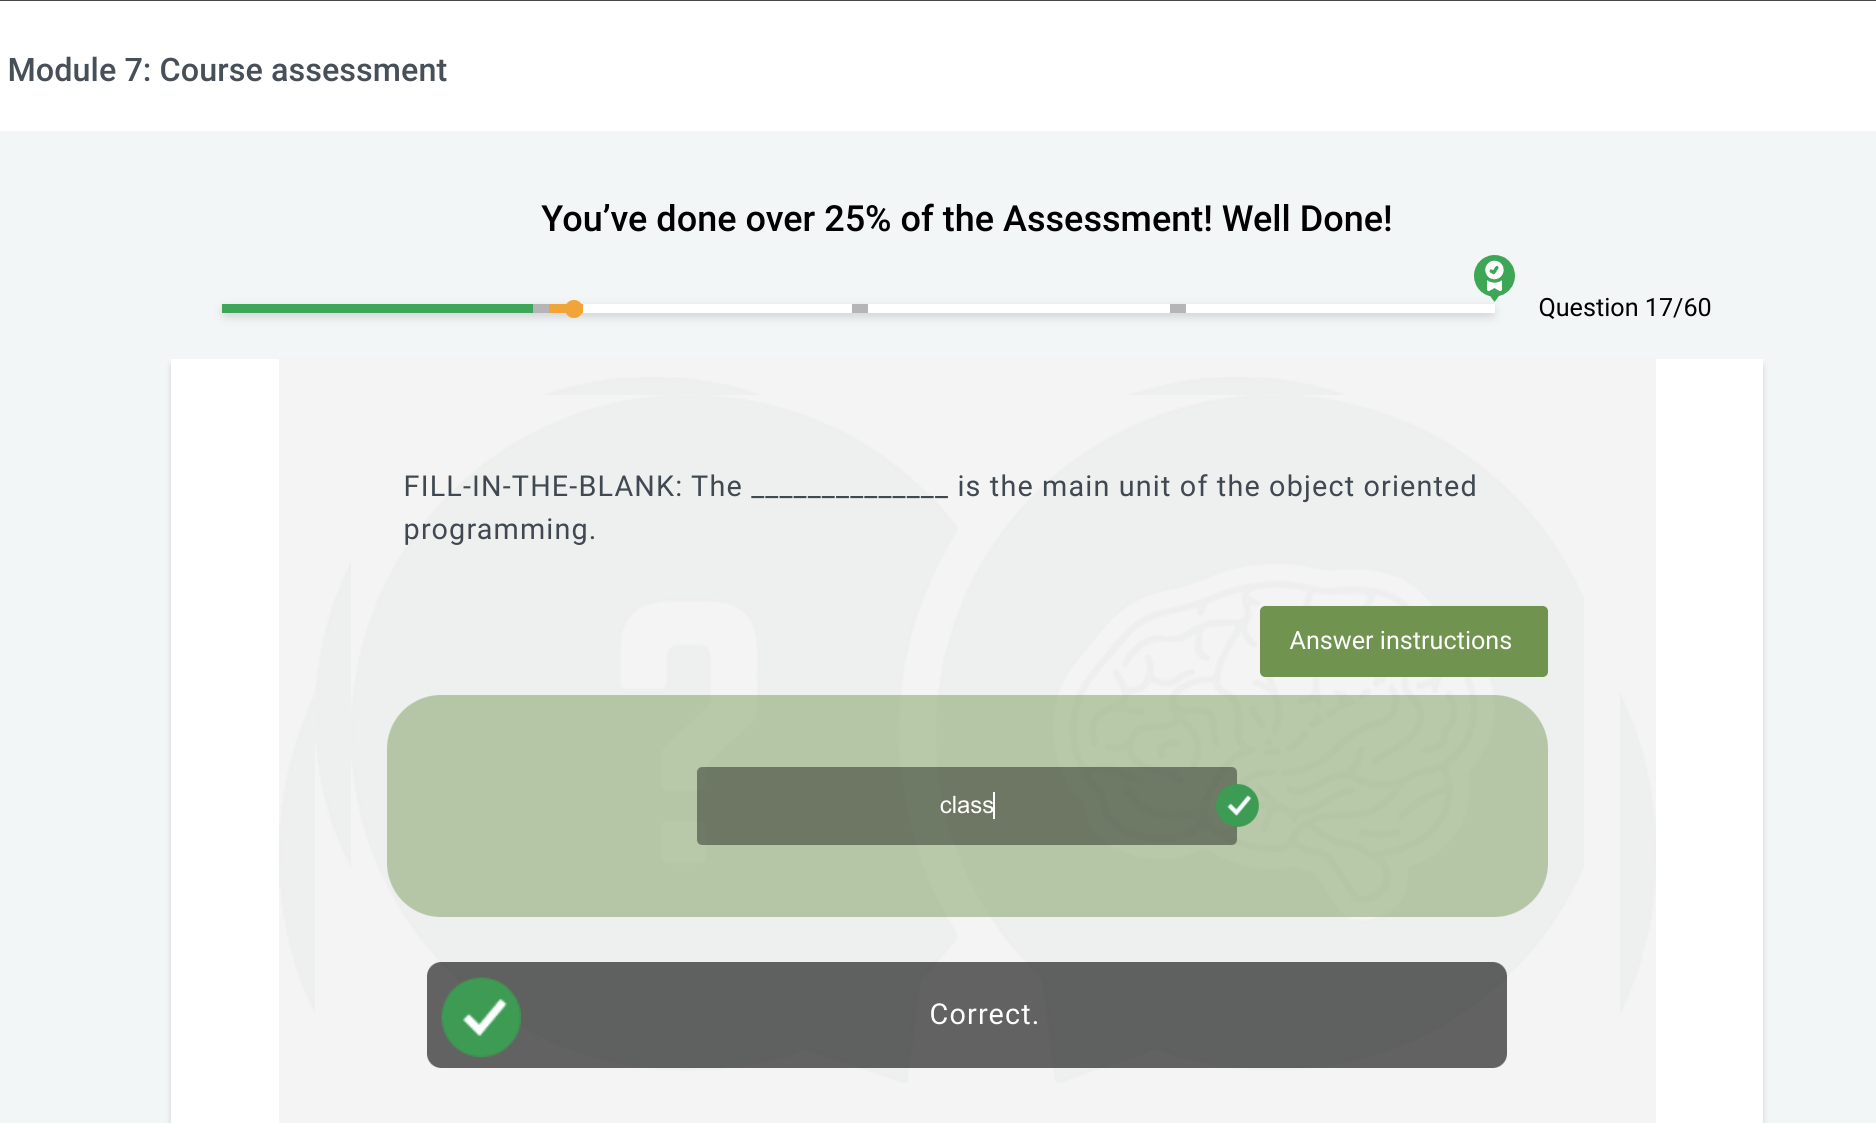 Module 7: Course assessment
You’ve done over 25% of the Assessment! Well Done!
Question 17/60
FILL-IN-THE-BLANK: The ______________ is the main unit of the object oriented
programming.
Answer instructions
class
Correct.